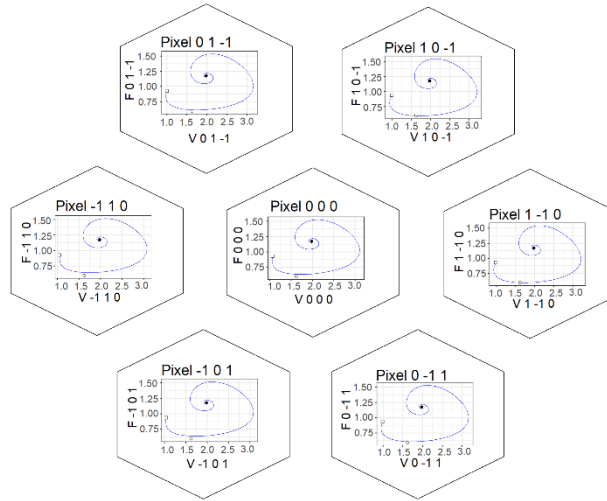 Pixel 0 1 -1
F 0 1 -1
1.50
1.25
1.00
0.75
1.0 1.5 2.0 2.5 3.0
V 0 1 -1
Pixel 1 0 -1
F 1 0 -1
1.50
1.25
1.00
0.75
1.0 1.5 2.0 2.5 3.0
V 1 0 -1
Pixel -1 1 0
F -1 1 0
1.50
1.25
1.00
0.75
1.0 1.5 2.0 2.5 3.0
V -1 1 0
Pixel 0 0 0
F 0 0 0
1.50
1.25
1.00
0.75
1.0 1.5 2.0 2.5 3.0
V 0 0 0
Pixel 1 -1 0
F 1 -1 0
1.50
1.25
1.00
0.75
1.0 1.5 2.0 2.5 3.0
V 1 -1 0
Pixel -1 0 1
F -1 0 1
1.50
1.25
1.00
0.75
1.0 1.5 2.0 2.5 3.0
V -1 0 1
Pixel 0 -1 1
F 0 -1 1
1.50
1.25
1.00
0.75
1.0 1.5 2.0 2.5 3.0
V 0 -1 1